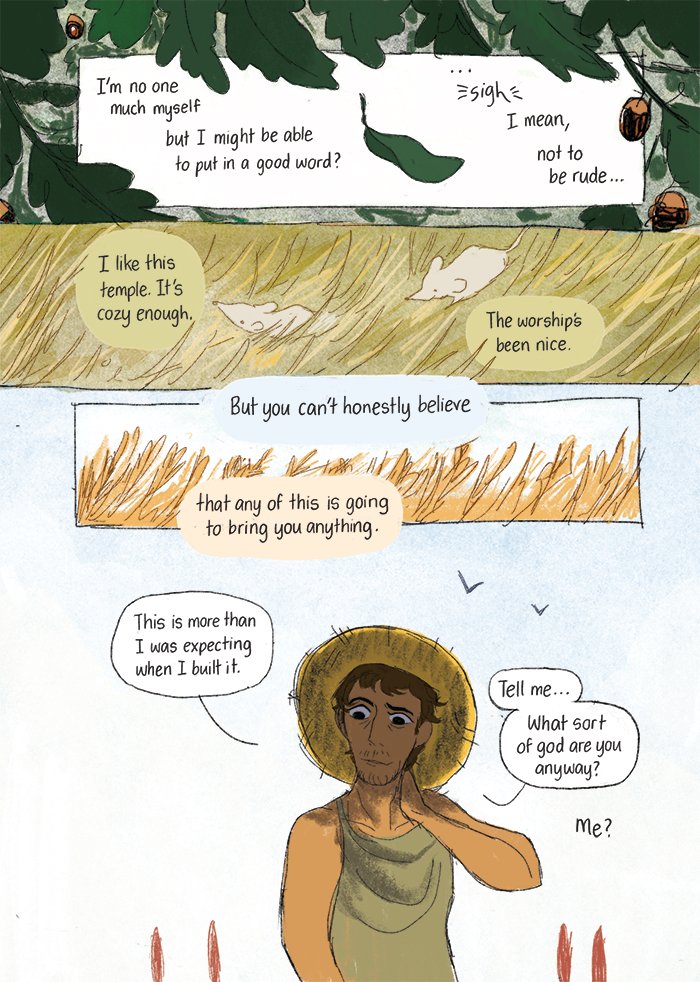 I'm no one
much myself
but I might be able
to put in a good word?
...
sigh
I mean,
not to
be rude...
I like this
temple. It's
cozy enough.
The worship's
been nice.
But you can't honestly believe
that any of this is going
to bring you anything.
This is more than
I was expecting
when I built it.
Tell me...
What sort
of god are you
anyway?
Me?